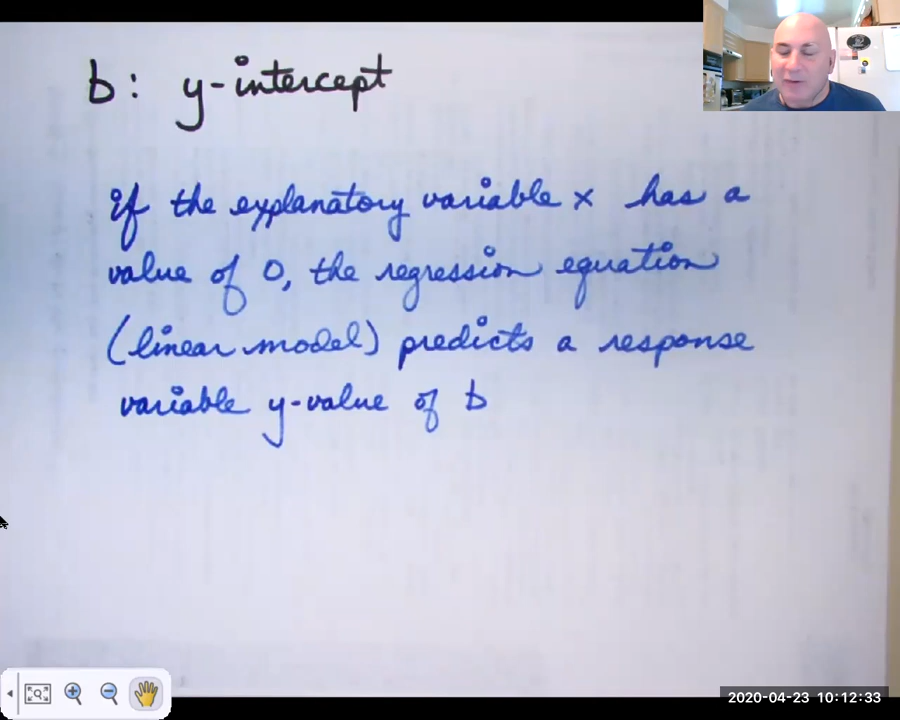 b: y-intercept
if the explanatory variable x has a
value of 0, the regression equation
(linear model) predicts a response
variable y-value of b
2020-04-23 10:12:33